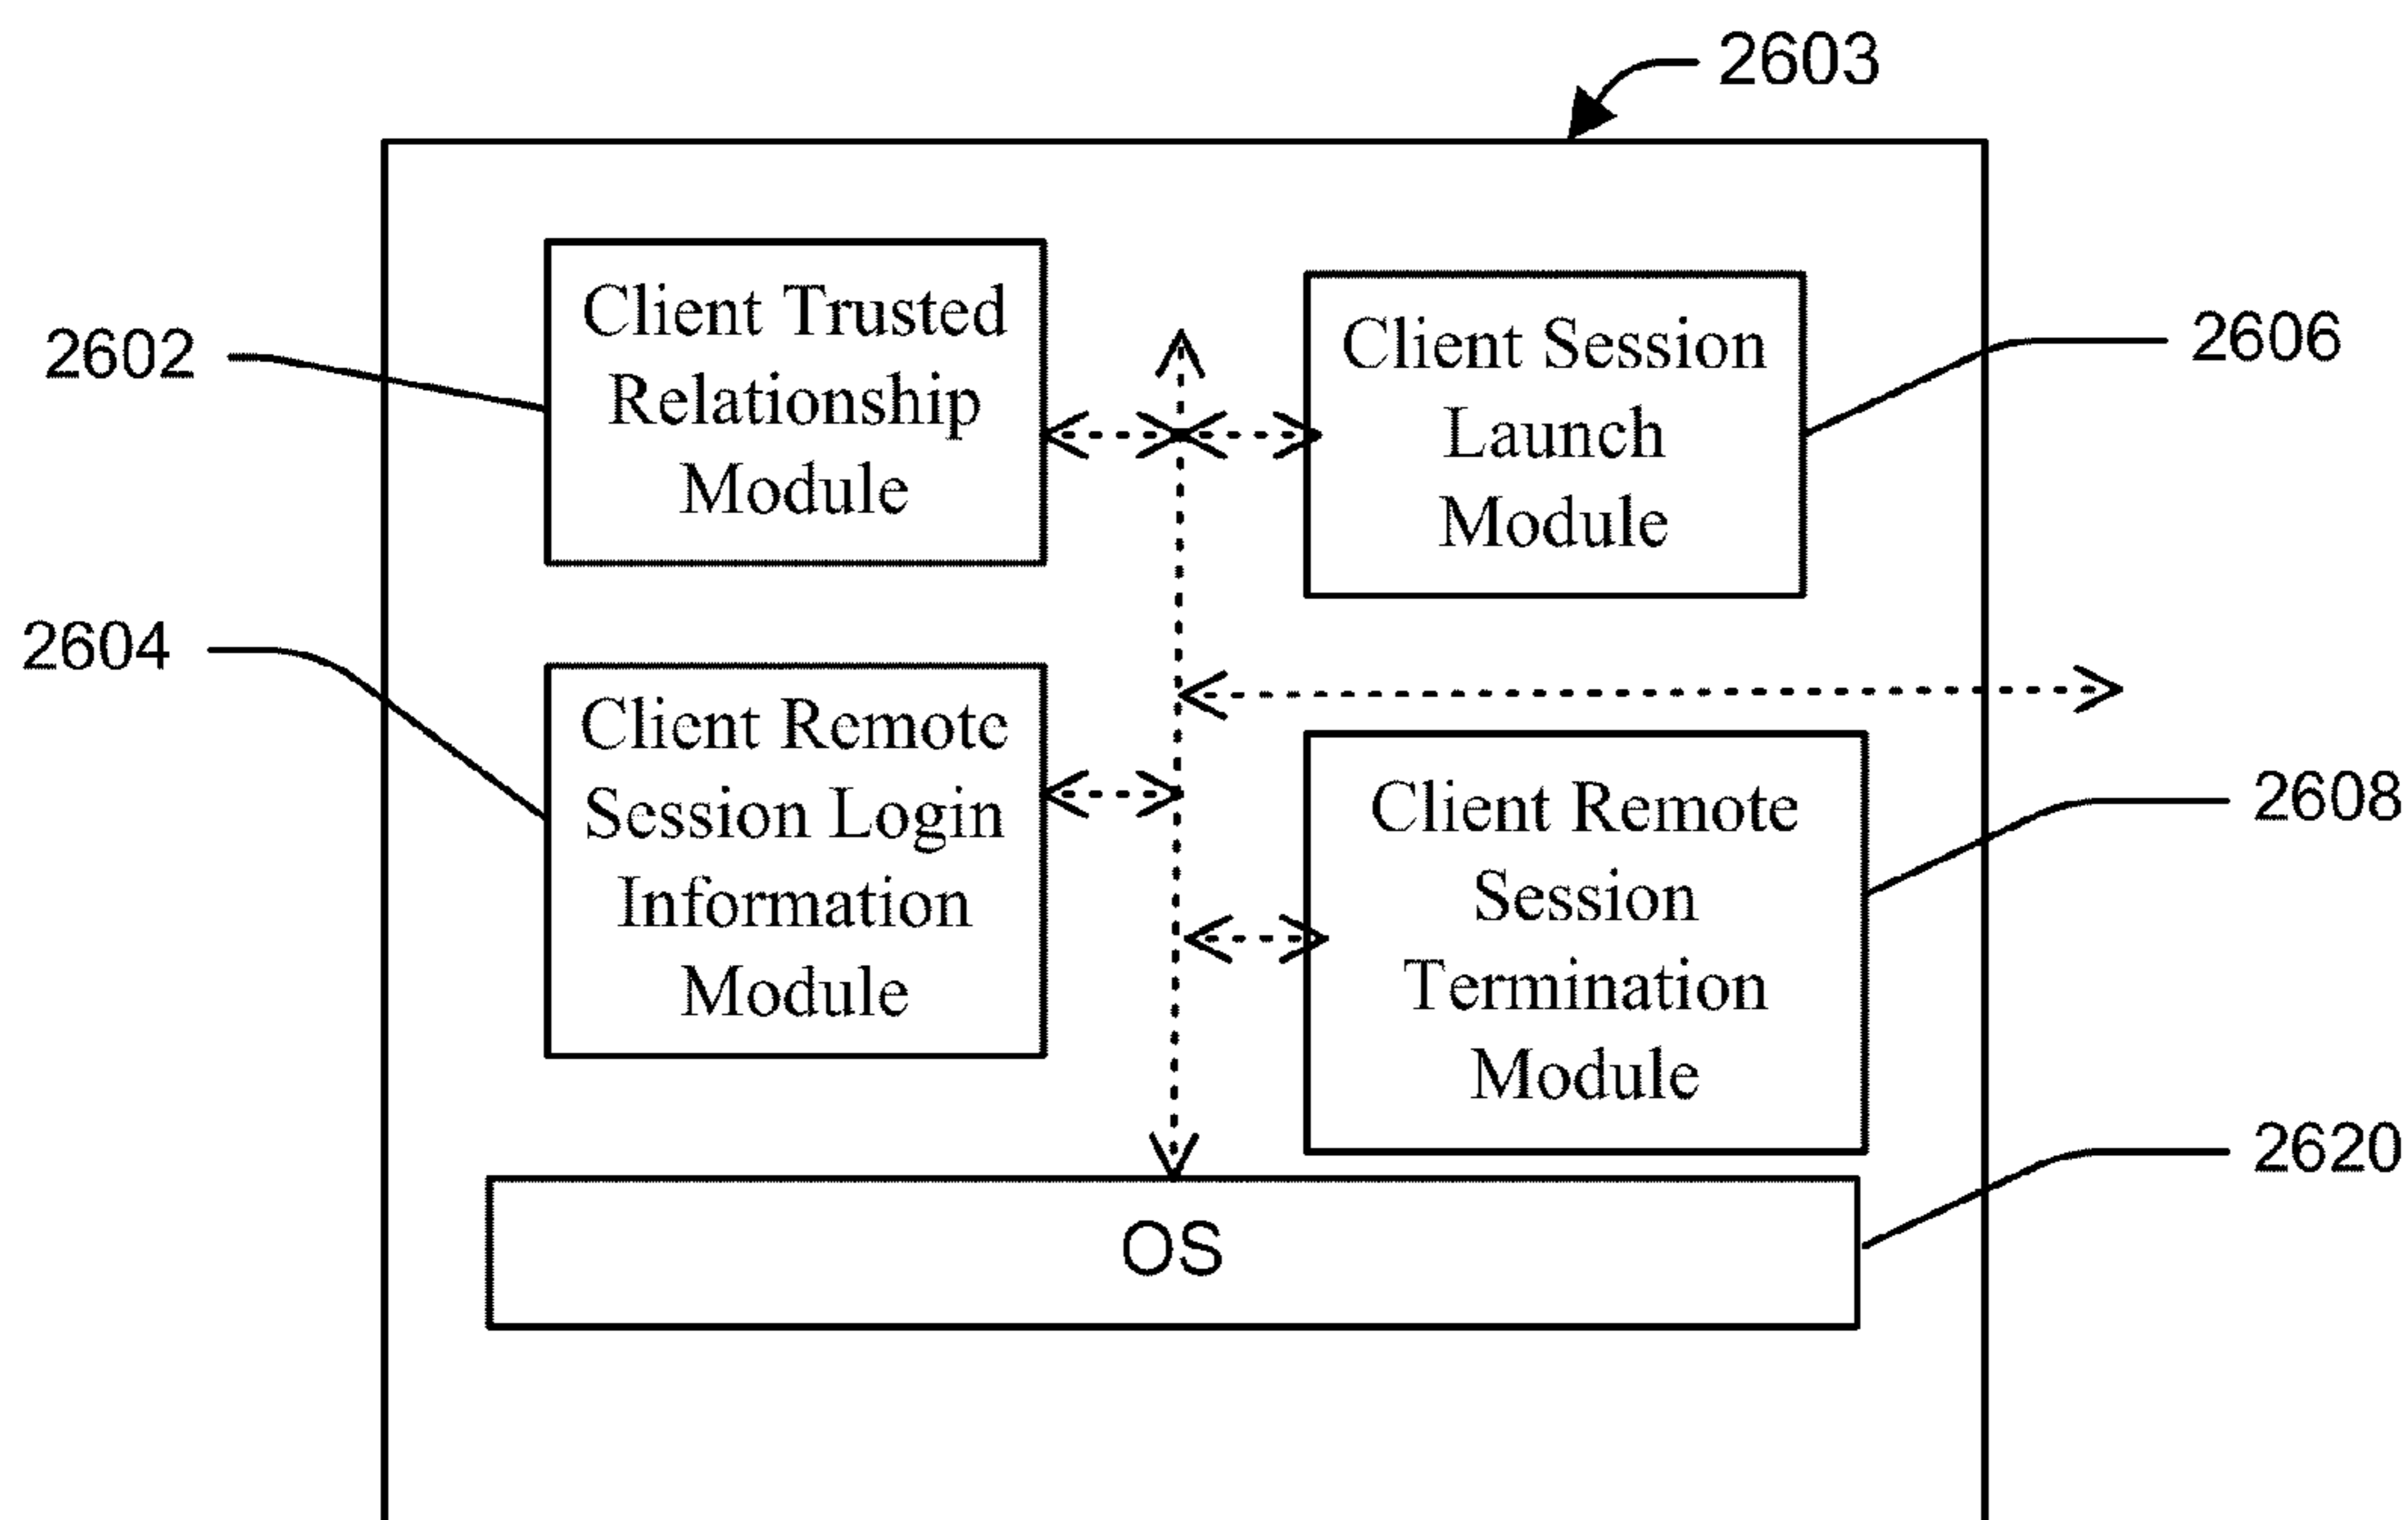 2603
2602
Client Trusted
Relationship
Module
Client Session
Launch
Module
2606
2604
Client Remote
Session Login
Information
Module
Client Remote
Session
Termination
Module
2608
2620
OS